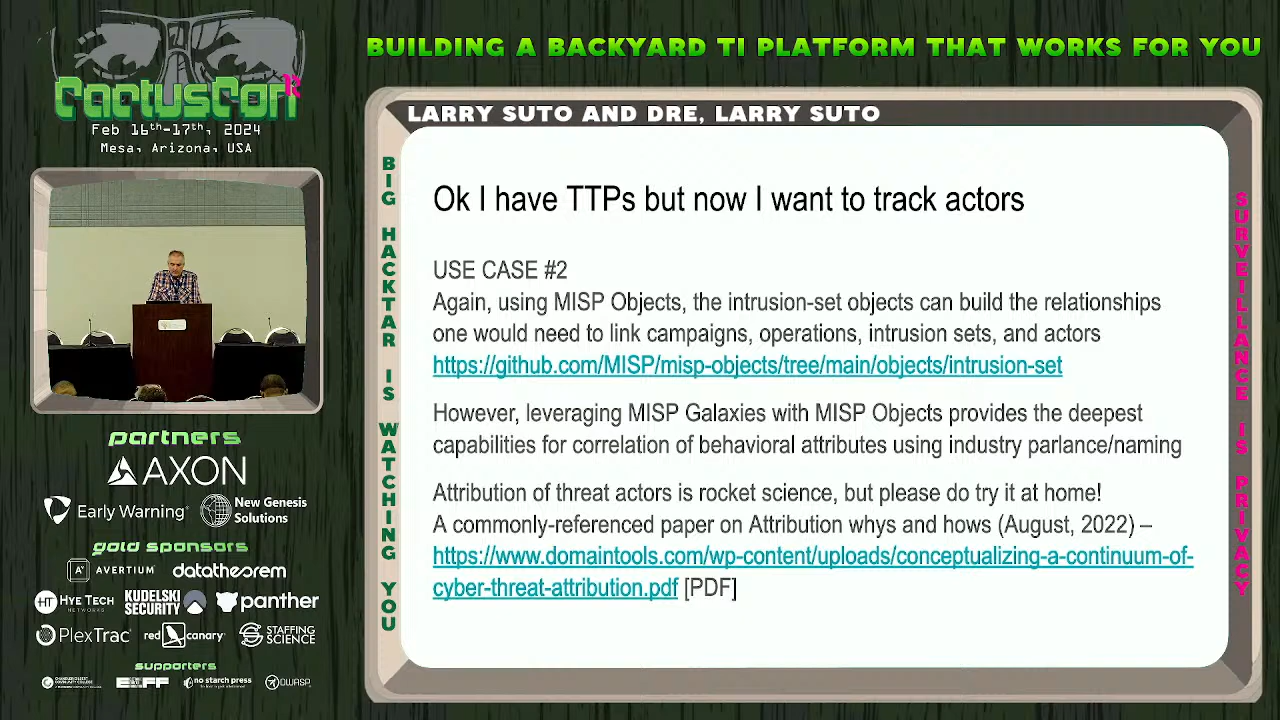 CactusCon
12
Feb 16th-17th, 2024
Mesa, Arizona, USA
BUILDING A BACKYARD TI PLATFORM THAT WORKS FOR YOU
LARRY SUTO AND DRE, LARRY SUTO
BIG HACKTAR IS WATCHING YOU
Ok I have TTPs but now I want to track actors
USE CASE #2
Again, using MISP Objects, the intrusion-set objects can build the relationships
one would need to link campaigns, operations, intrusion sets, and actors
https://github.com/MISP/misp-objects/tree/main/objects/intrusion-set
However, leveraging MISP Galaxies with MISP Objects provides the deepest
capabilities for correlation of behavioral attributes using industry parlance/naming
Attribution of threat actors is rocket science, but please do try it at home!
A commonly-referenced paper on Attribution whys and hows (August, 2022) –
https://www.domaintools.com/wp-content/uploads/conceptualizing-a-continuum-of-
cyber-threat-attribution.pdf [PDF]
SURVEILLANCE IS PRIVACY
partners
AXON
Early Warning
New Genesis
Solutions
gold sponsors
AVERTIUM
datatheorem
HT HYE TECH
NETWORKS
KUDELSKI
SECURITY
panther
PlexTrac
red canary
STAFFING
SCIENCE
supporters
EFF
no starch press
OWASP